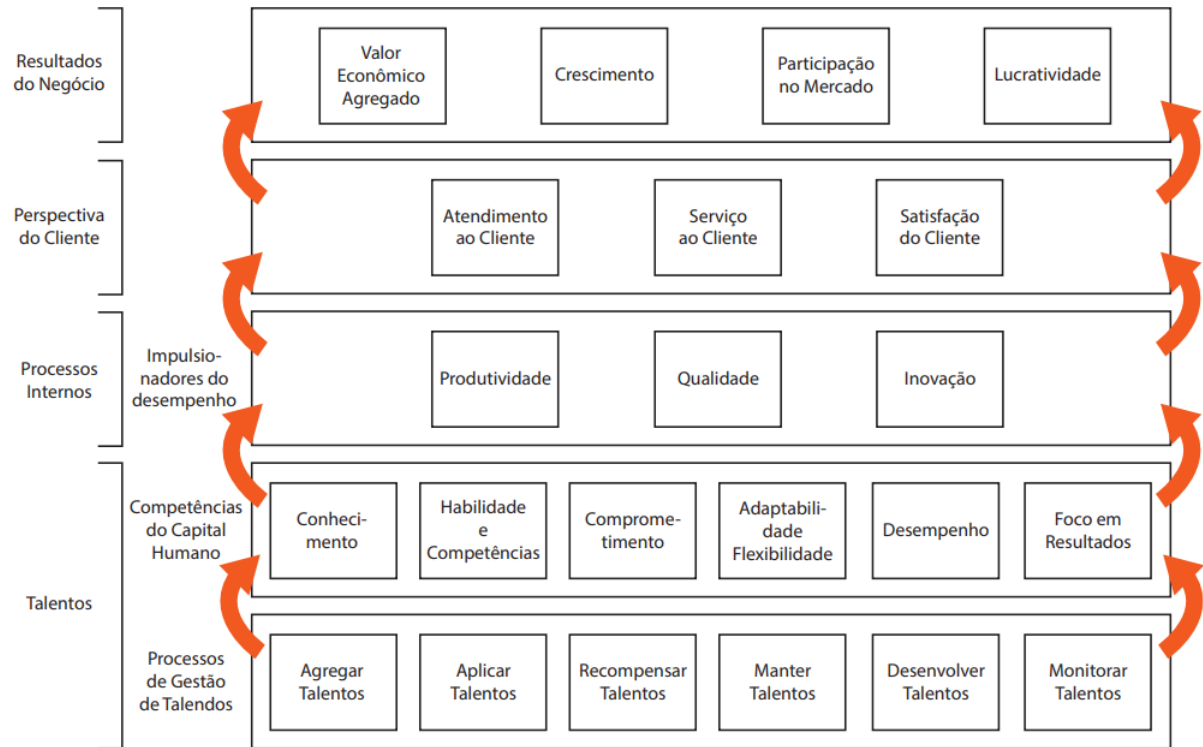 Resultados
do Negócio
Valor
Econômico
Agregado
Crescimento
Participação
no Mercado
Lucratividade
Perspectiva
do Cliente
Atendimento
ao Cliente
Serviço
ao Cliente
Satisfação
do Cliente
Processos
Internos
Impulsio-
nadores do
desempenho
Produtividade
Qualidade
Inovação
Talentos
Competências
do Capital
Humano
Conheci-
mento
Habilidade
e
Competências
Comprome-
timento
Adaptabili-
dade
Flexibilidade
Desempenho
Foco em
Resultados
Processos
de Gestão
de Talendos
Agregar
Talentos
Aplicar
Talentos
Recompensar
Talentos
Manter
Talentos
Desenvolver
Talentos
Monitorar
Talentos